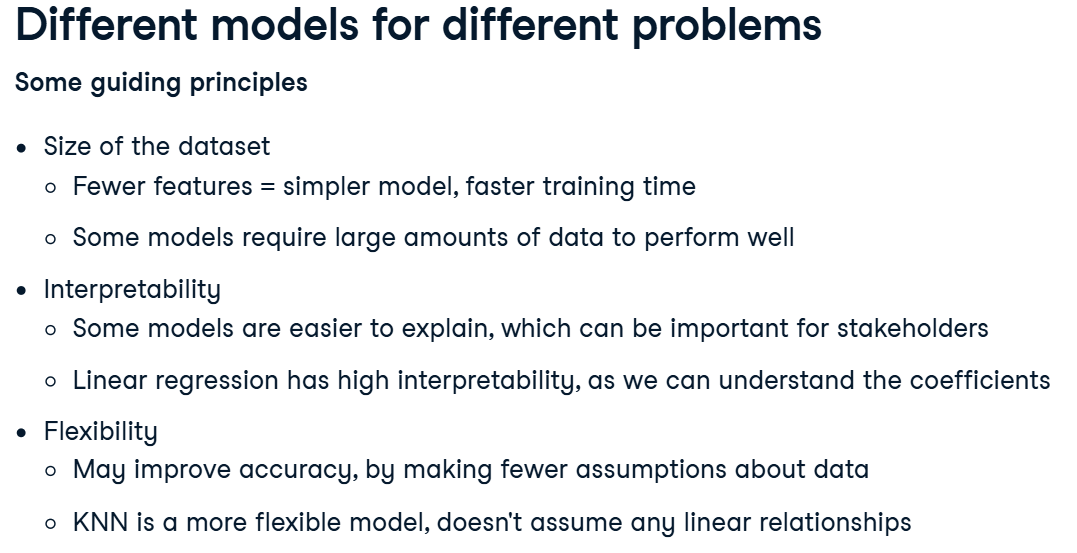 Different models for different problems
Some guiding principles
• Size of the dataset
○ Fewer features = simpler model, faster training time
○ Some models require large amounts of data to perform well
• Interpretability
○ Some models are easier to explain, which can be important for stakeholders
○ Linear regression has high interpretability, as we can understand the coefficients
• Flexibility
○ May improve accuracy, by making fewer assumptions about data
○ KNN is a more flexible model, doesn't assume any linear relationships